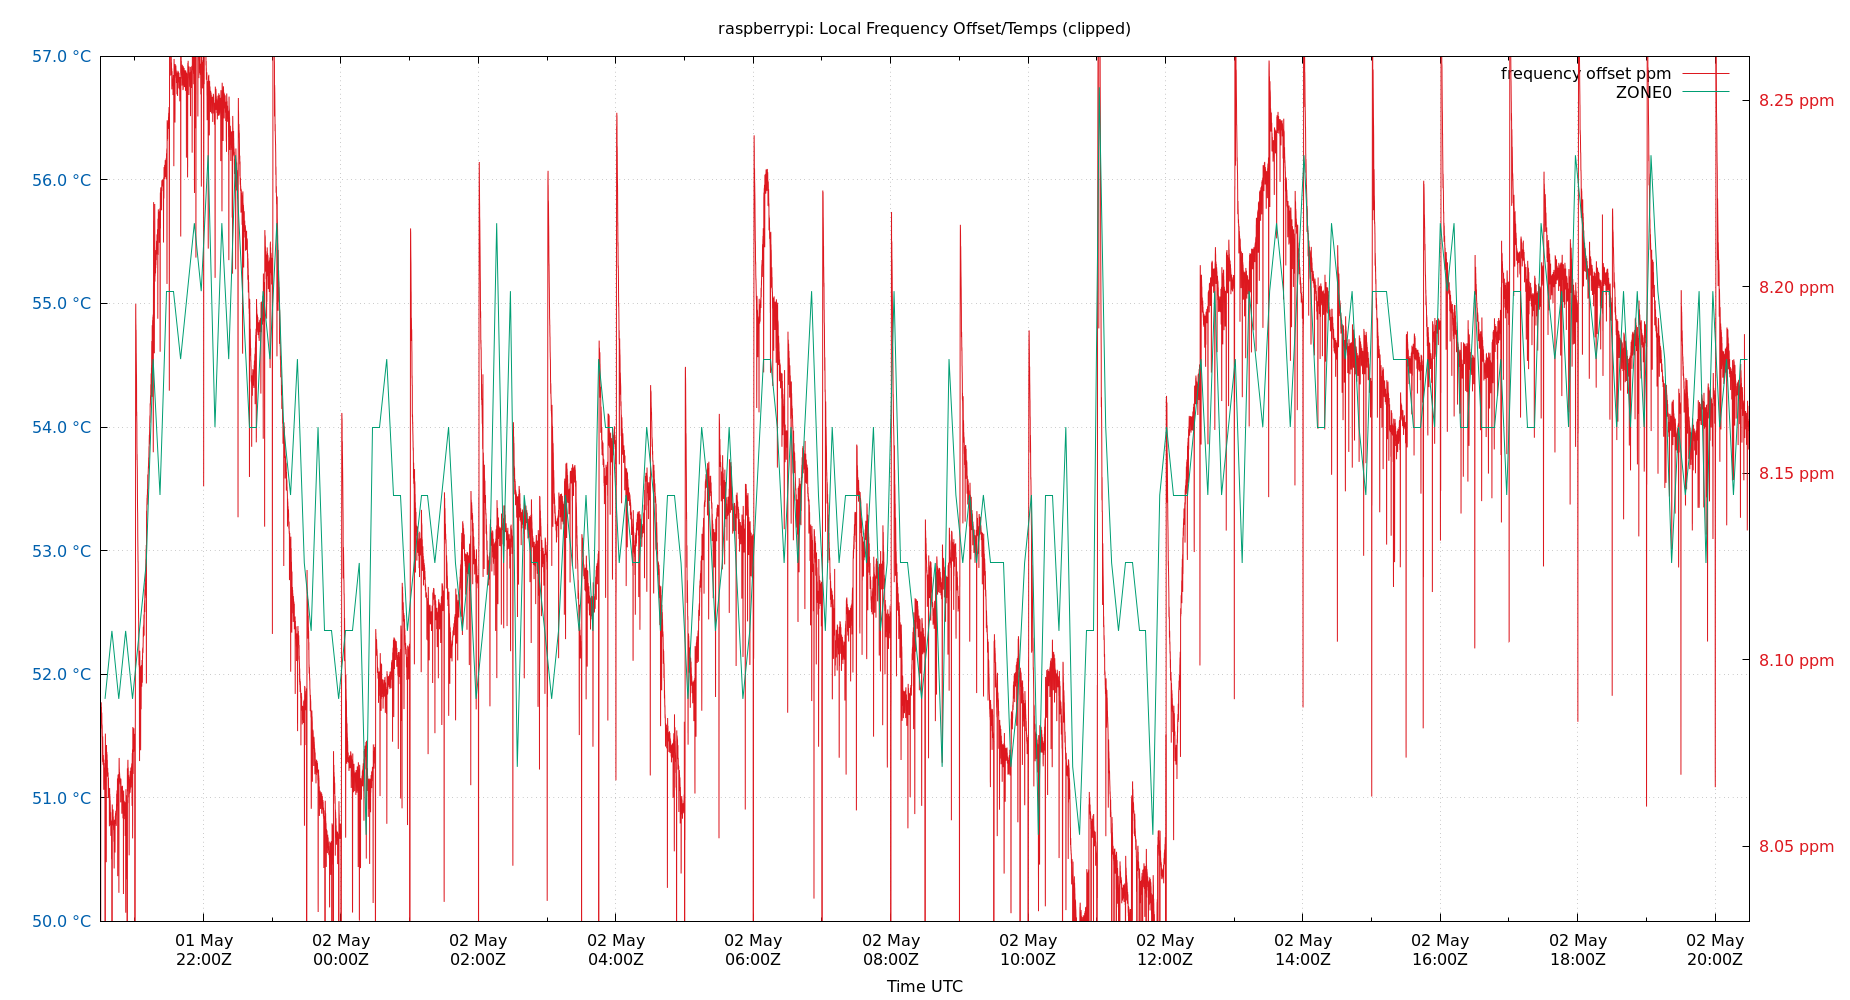 raspberrypi: Local Frequency Offset/Temps (clipped)
57.0 °C
56.0 °C
55.0 °C
54.0 °C
53.0 °C
52.0 °C
51.0 °C
50.0 °C
frequency offset ppm
ZONE0
8.25 ppm
8.20 ppm
8.15 ppm
8.10 ppm
8.05 ppm
01 May 02 May 02 May 02 May 02 May 02 May 02 May 02 May 02 May 02 May 02 May 02 May
22:00Z 00:00Z 02:00Z 04:00Z 06:00Z 08:00Z 10:00Z 12:00Z 14:00Z 16:00Z 18:00Z 20:00Z
Time UTC